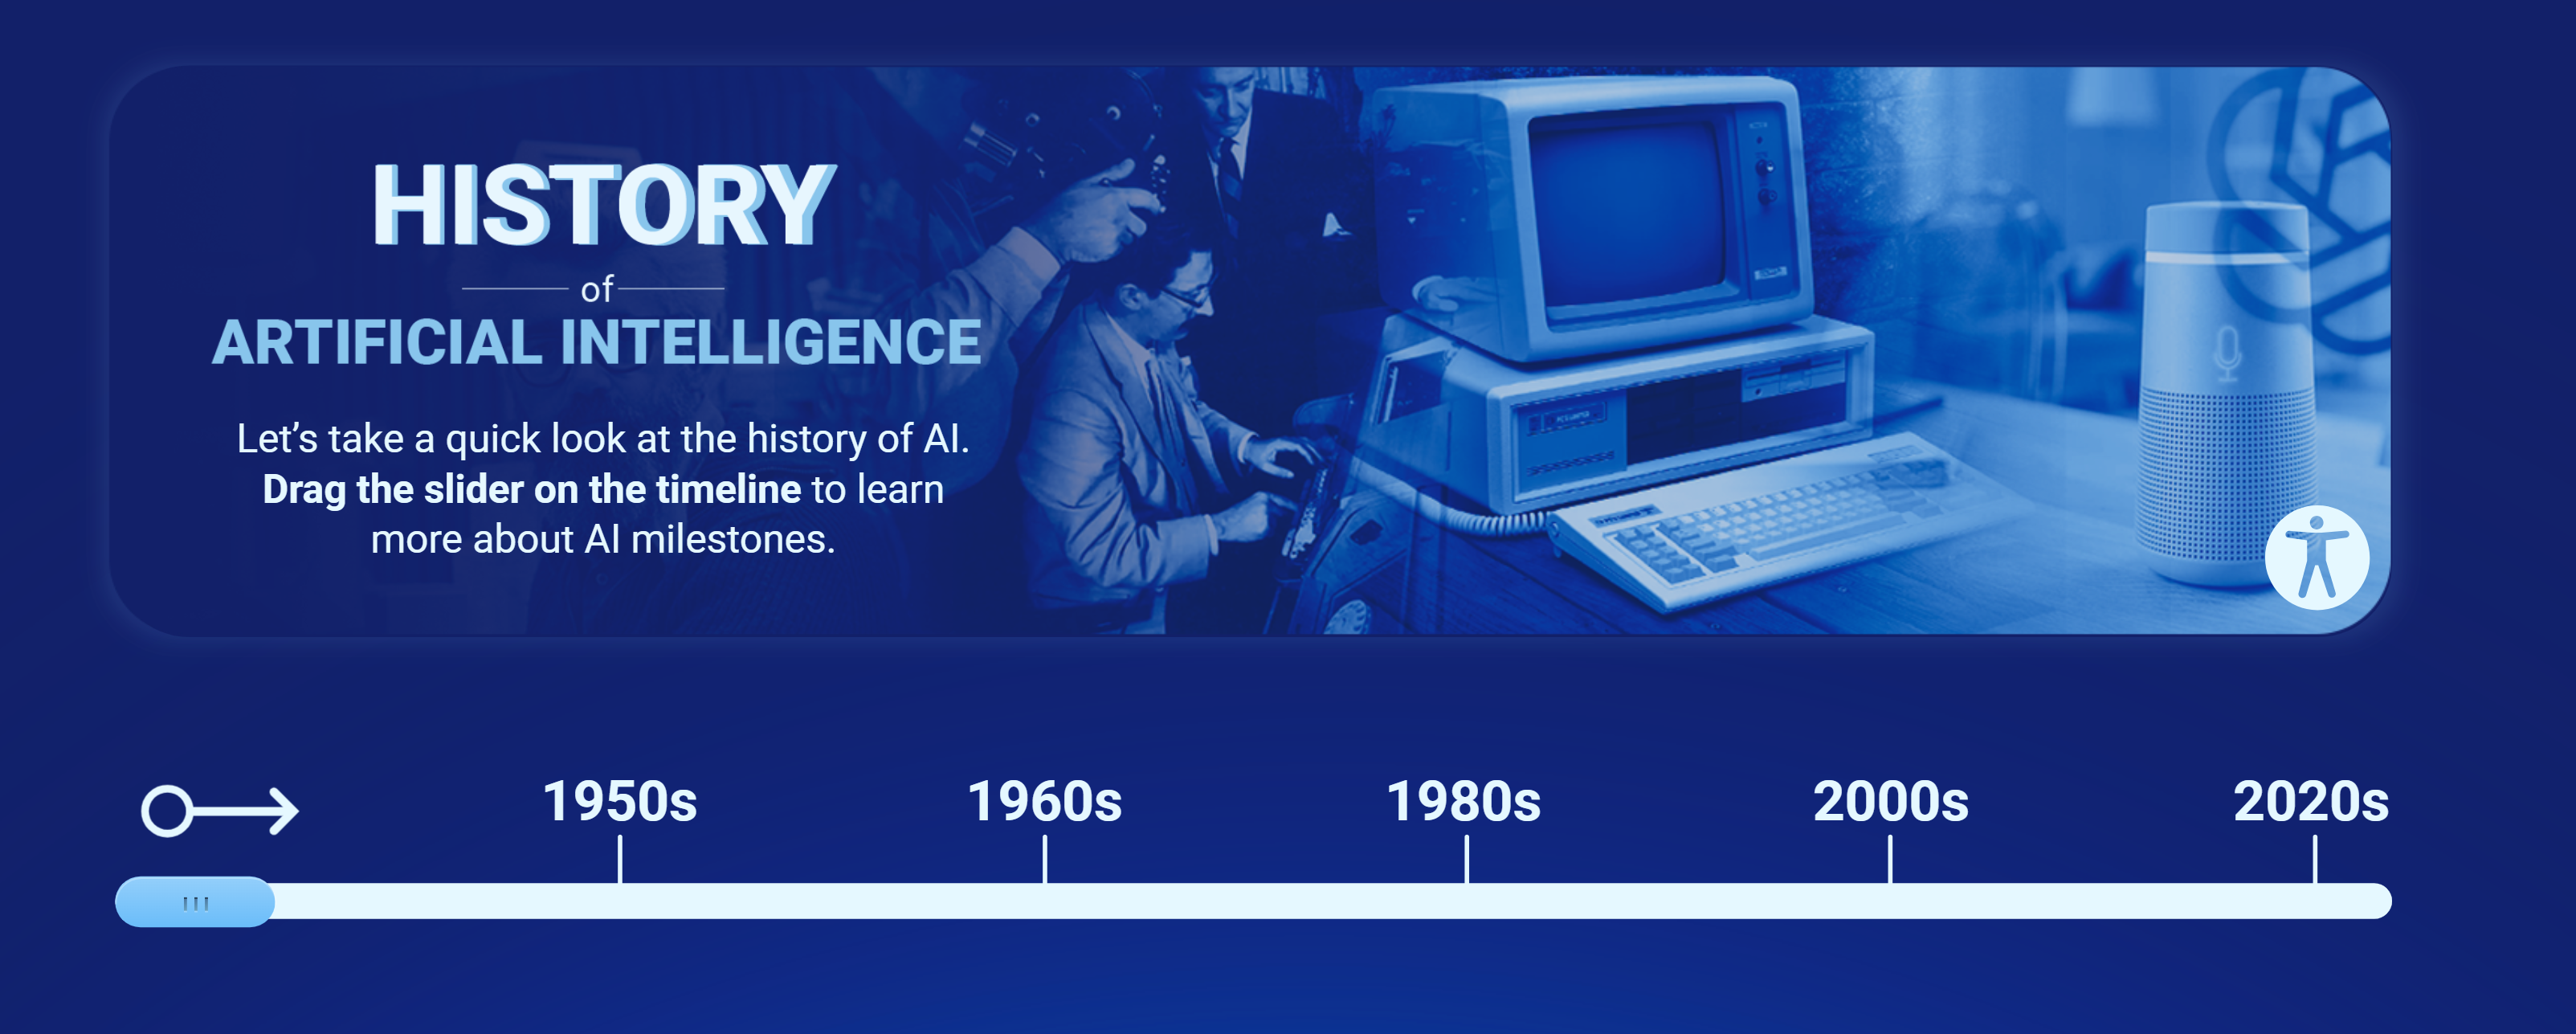 HISTORY
of
ARTIFICIAL INTELLIGENCE
Let’s take a quick look at the history of AI.
Drag the slider on the timeline to learn
more about AI milestones.
1950s 1960s 1980s 2000s 2020s